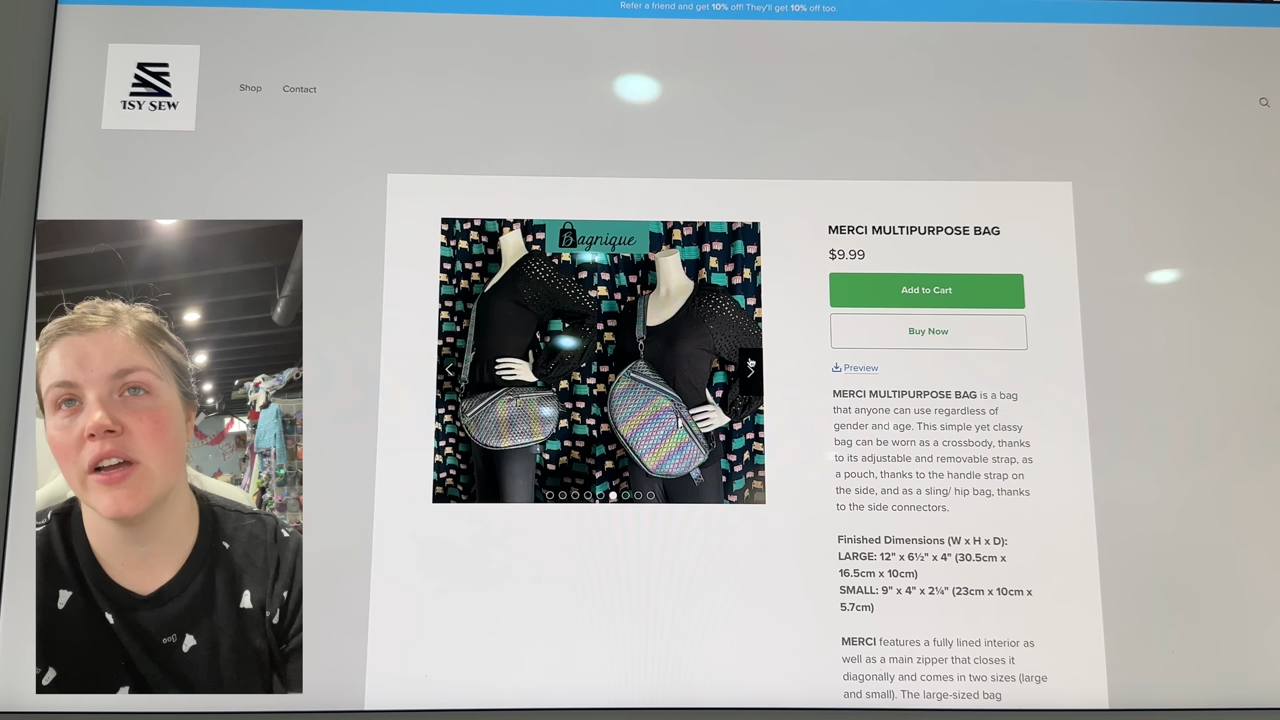 Refer a friend and get 10% off! They'll get 10% off too.
ISY SEW
Shop Contact
Bagnique
MERCI MULTIPURPOSE BAG
$9.99
Add to Cart
Buy Now
Preview
MERCI MULTIPURPOSE BAG is a bag
that anyone can use regardless of
gender and age. This simple yet classy
bag can be worn as a crossbody, thanks
to its adjustable and removable strap, as
a pouch, thanks to the handle strap on
the side, and as a sling/ hip bag, thanks
to the side connectors.
Finished Dimensions (W x H x D):
LARGE: 12" x 6½" x 4" (30.5cm x
16.5cm x 10cm)
SMALL: 9" x 4" x 2¼" (23cm x 10cm x
5.7cm)
MERCI features a fully lined interior as
well as a main zipper that closes it
diagonally and comes in two sizes (large
and small). The large-sized bag
Boo